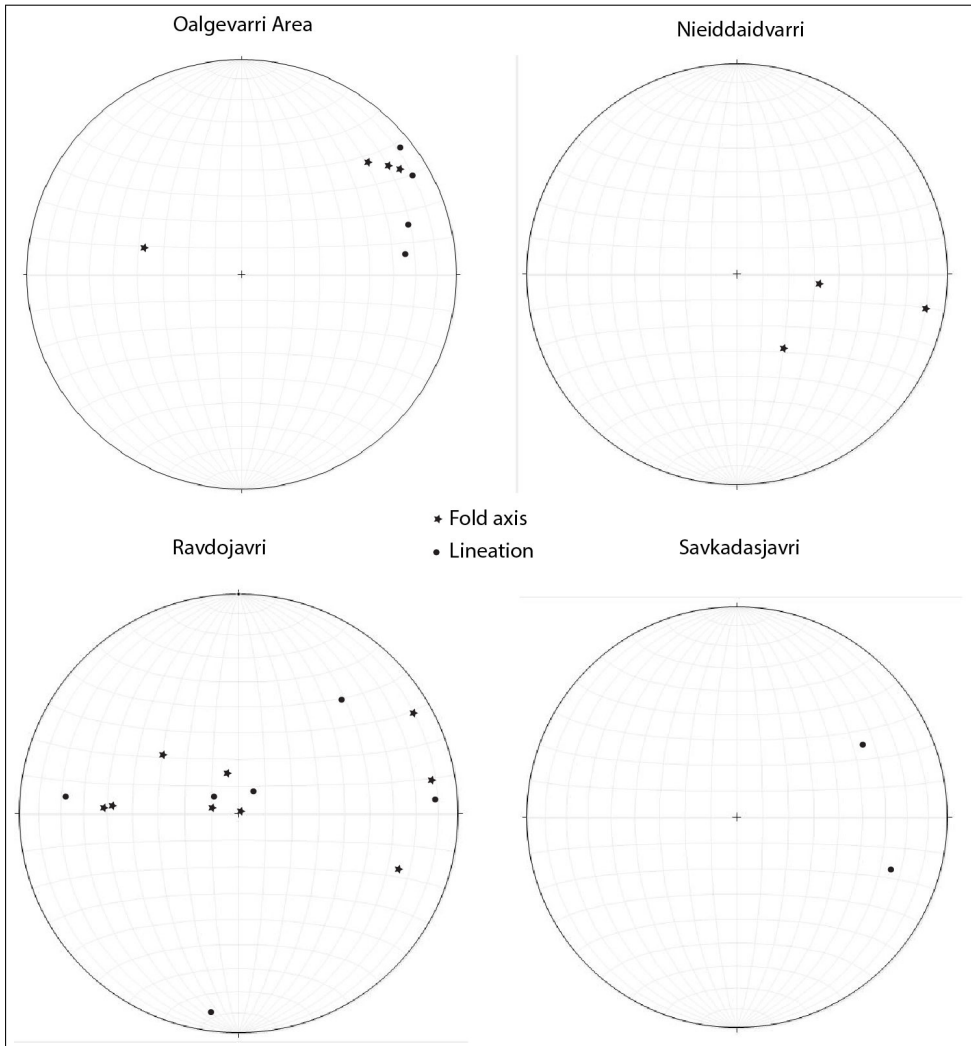 Oalgevarri Area
Nieiddaidvarri
Fold axis
Lineation
Ravdojavri
Savkadasjavri